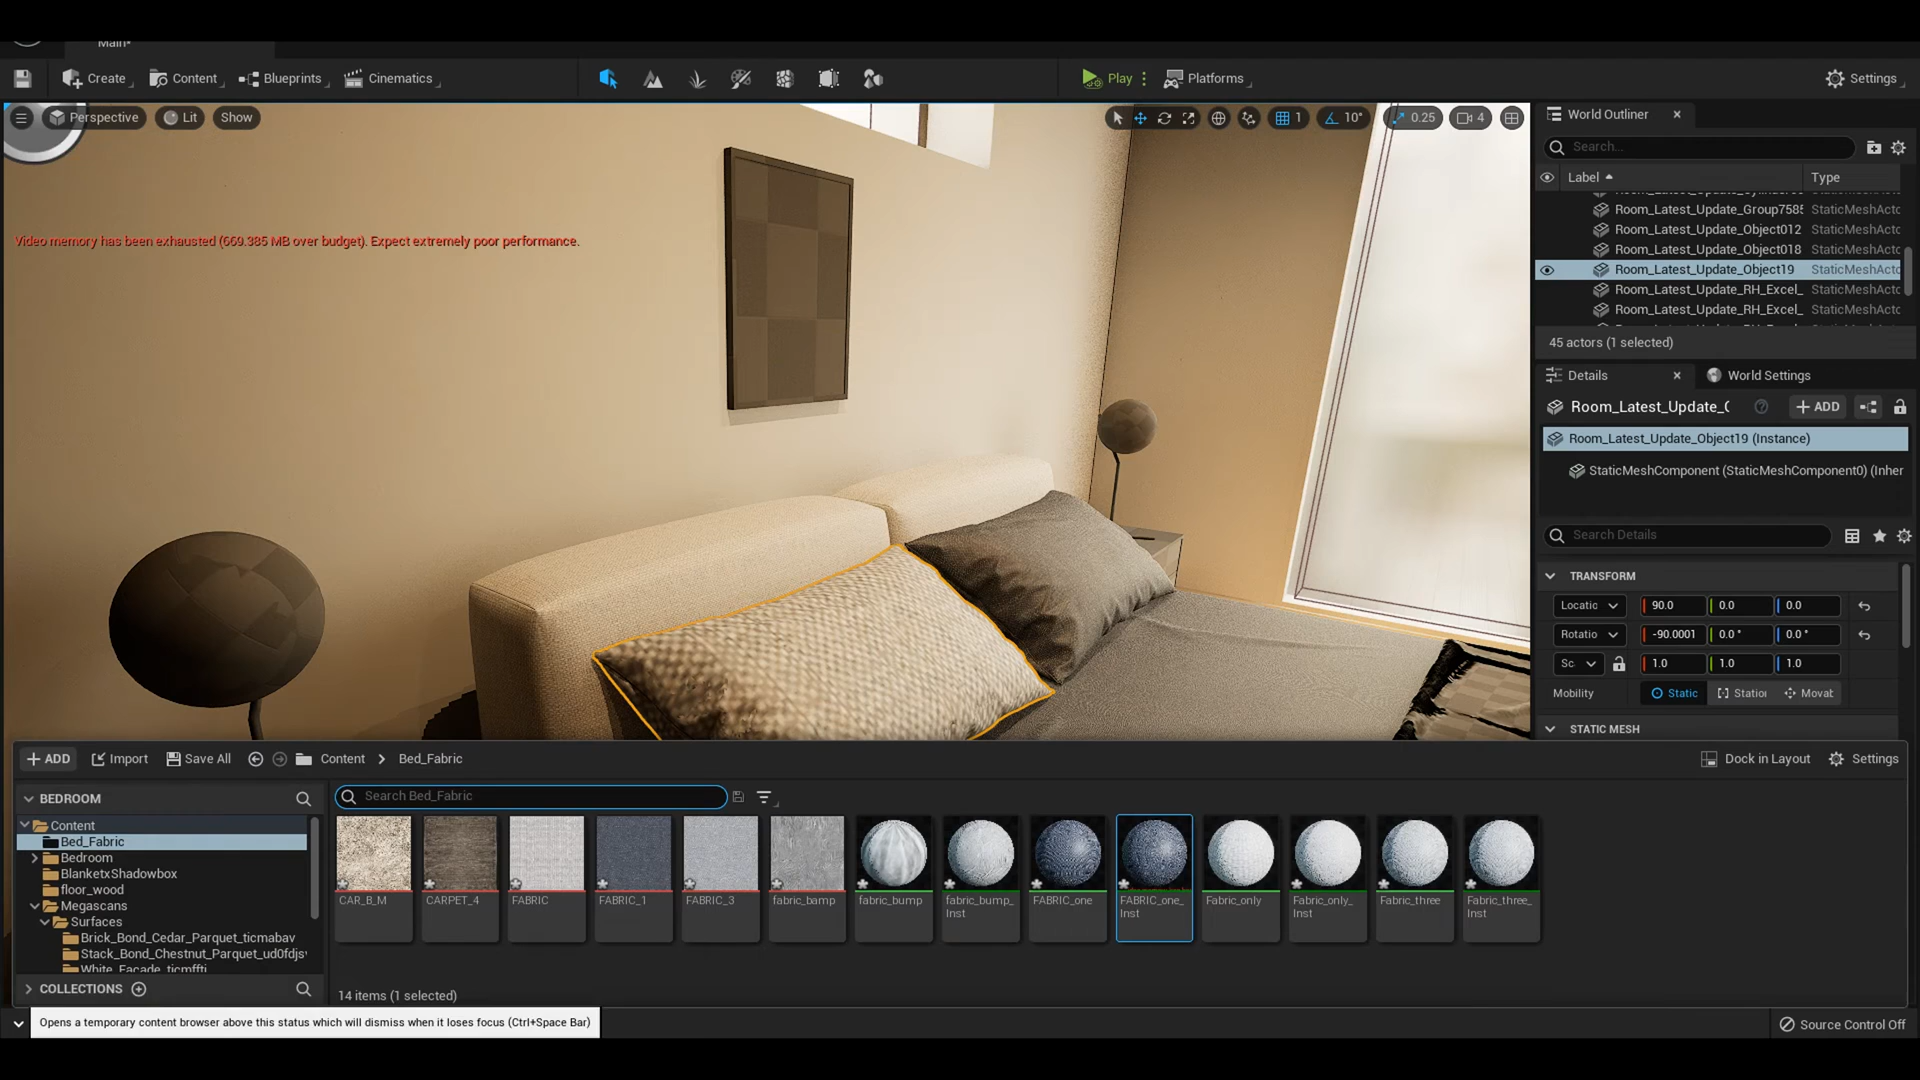 Main*
Create
Content
Blueprints
Cinematics
Play
Platforms
Settings
Perspective
Lit
Show
1
10°
0.25
4
Video memory has been exhausted (669.385 MB over budget). Expect extremely poor performance.
World Outliner
Search...
Label
Type
Room_Latest_Update_Group7585 StaticMeshActo
Room_Latest_Update_Object012 StaticMeshActo
Room_Latest_Update_Object018 StaticMeshActo
Room_Latest_Update_Object19 StaticMeshActo
Room_Latest_Update_RH_Excel_ StaticMeshActo
Room_Latest_Update_RH_Excel_ StaticMeshActo
45 actors (1 selected)
Details
World Settings
Room_Latest_Update_O
+ ADD
Room_Latest_Update_Object19 (Instance)
StaticMeshComponent (StaticMeshComponent0) (Inher
Search Details
TRANSFORM
Locatic 90.0 0.0 0.0
Rotatio -90.0001 0.0 ° 0.0 °
Sc 1.0 1.0 1.0
Mobility Static Statior Movat
STATIC MESH
+ ADD
Import
Save All
Content
Bed_Fabric
Dock in Layout
Settings
BEDROOM
Search Bed_Fabric
Content
Bed_Fabric
Bedroom
BlanketxShadowbox
floor_wood
Megascans
Surfaces
Brick_Bond_Cedar_Parquet_ticmabav
Stack_Bond_Chestnut_Parquet_ud0fdjs
White_Facade_ticmffti
COLLECTIONS
CAR_B_M
CARPET_4
FABRIC
FABRIC_1
FABRIC_3
fabric_bamp
fabric_bump
fabric_bump_
Inst
FABRIC_one
FABRIC_one_
Inst
Fabric_only
Fabric_only_
Inst
Fabric_three
Fabric_three_
Inst
14 items (1 selected)
Opens a temporary content browser above this status which will dismiss when it loses focus (Ctrl+Space Bar)
Source Control Off